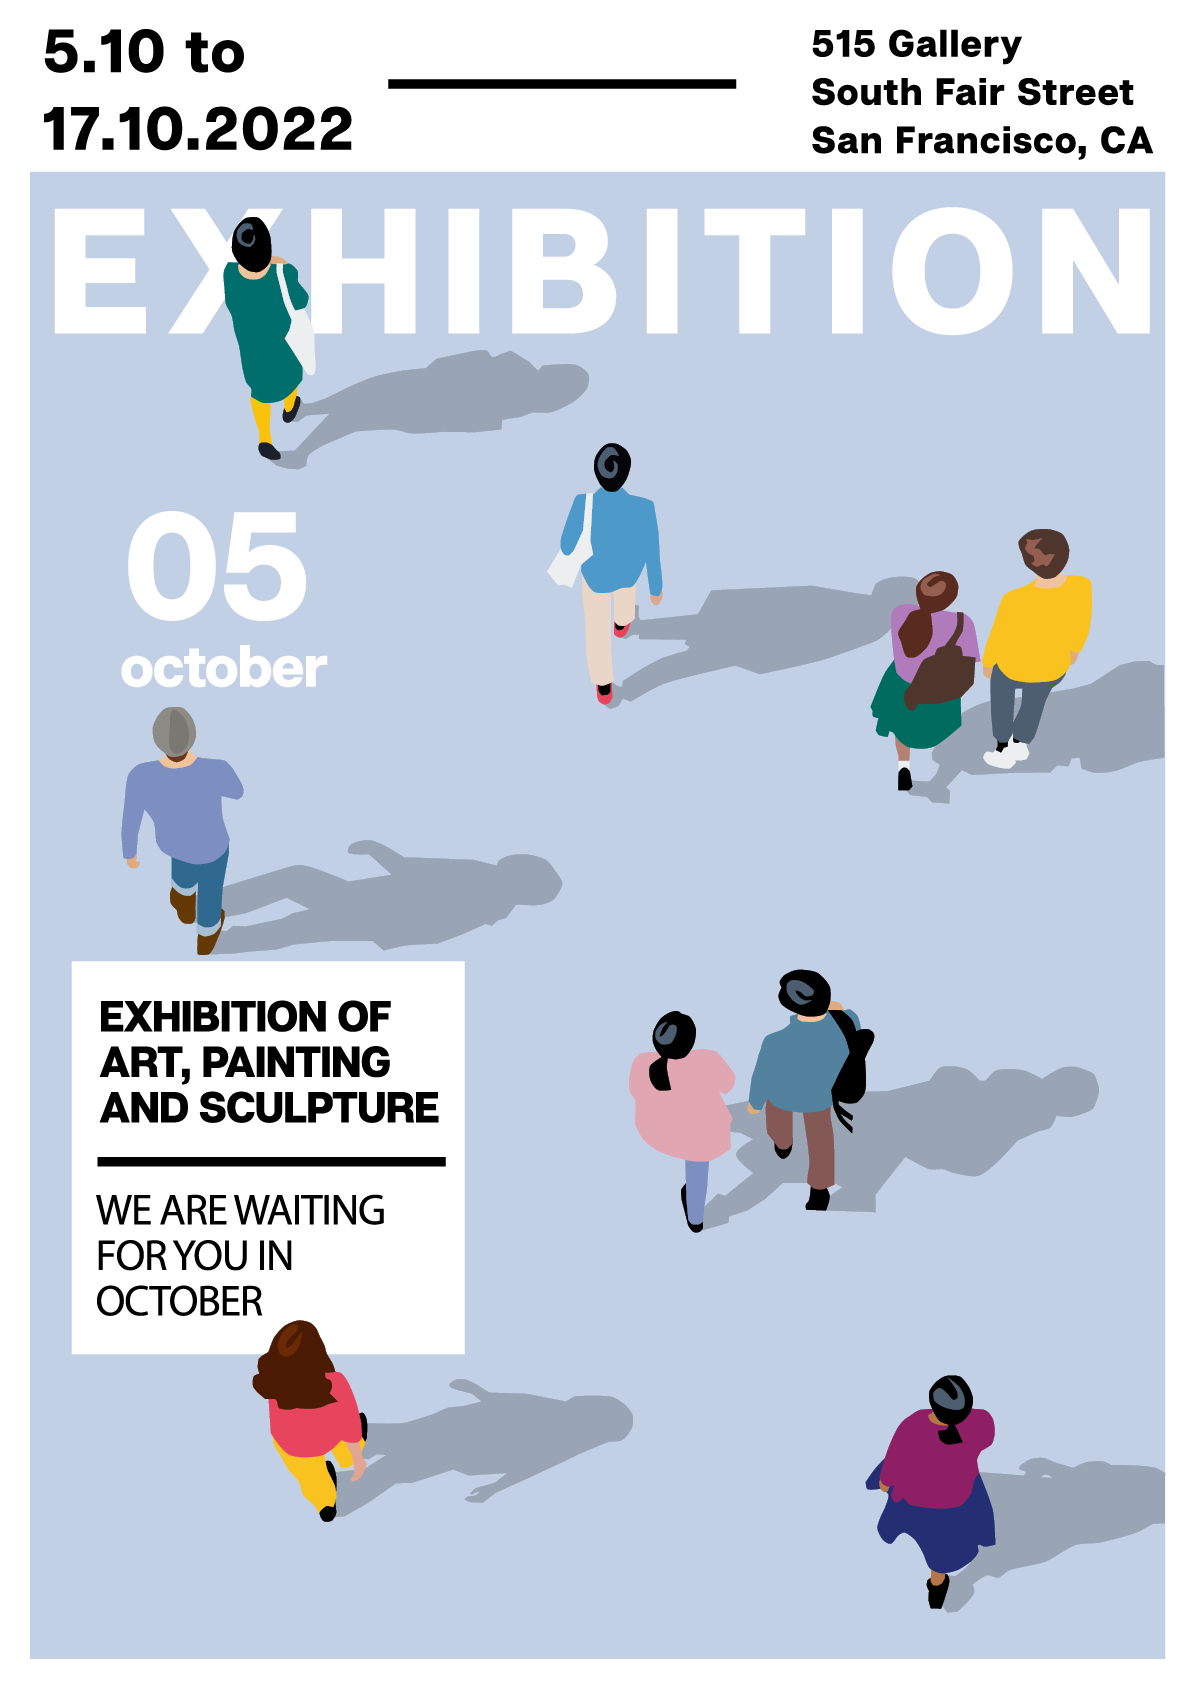 5.10 to
17.10.2022
515 Gallery
South Fair Street
San Francisco, CA
EXHIBITION
05
october
EXHIBITION OF
ART, PAINTING
AND SCULPTURE
WE ARE WAITING
FOR YOU IN
OCTOBER